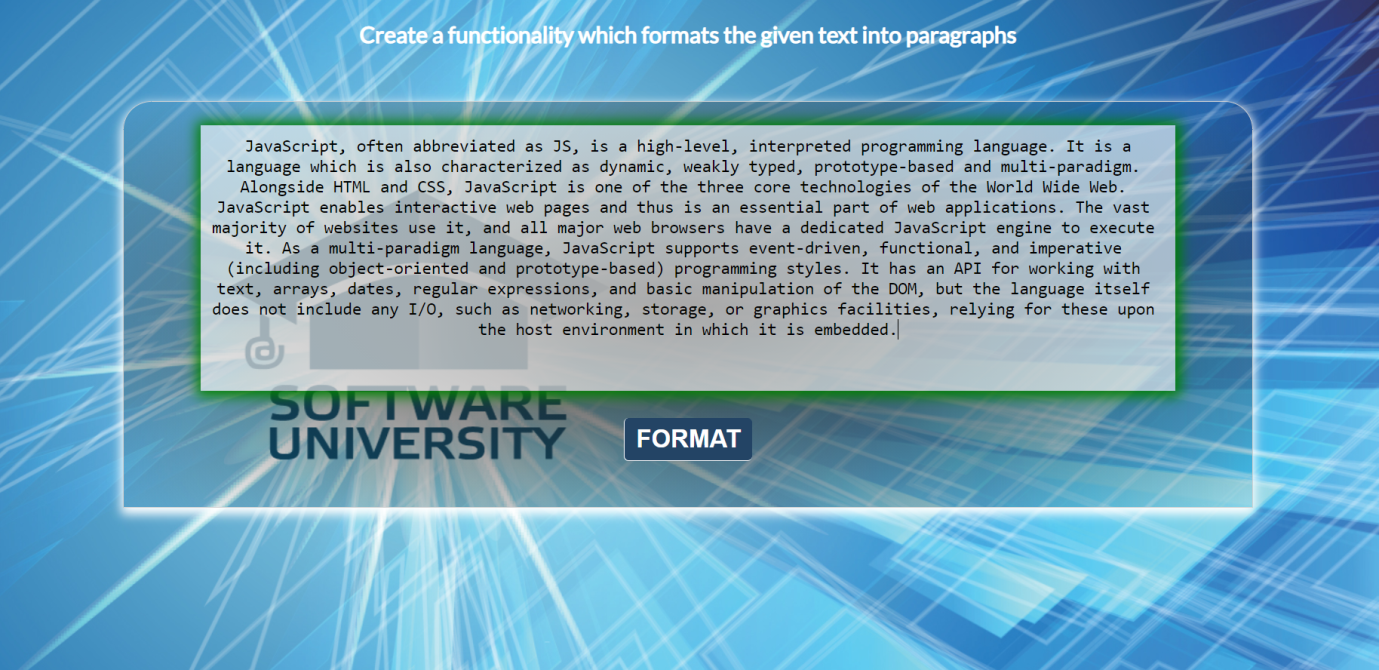 Create a functionality which formats the given text into paragraphs
JavaScript, often abbreviated as JS, is a high-level, interpreted programming language. It is a
language which is also characterized as dynamic, weakly typed, prototype-based and multi-paradigm.
Alongside HTML and CSS, JavaScript is one of the three core technologies of the World Wide Web.
JavaScript enables interactive web pages and thus is an essential part of web applications. The vast
majority of websites use it, and all major web browsers have a dedicated JavaScript engine to execute
it. As a multi-paradigm language, JavaScript supports event-driven, functional, and imperative
(including object-oriented and prototype-based) programming styles. It has an API for working with
text, arrays, dates, regular expressions, and basic manipulation of the DOM, but the language itself
does not include any I/O, such as networking, storage, or graphics facilities, relying for these upon
the host environment in which it is embedded.
@
SOFTWARE
UNIVERSITY
FORMAT